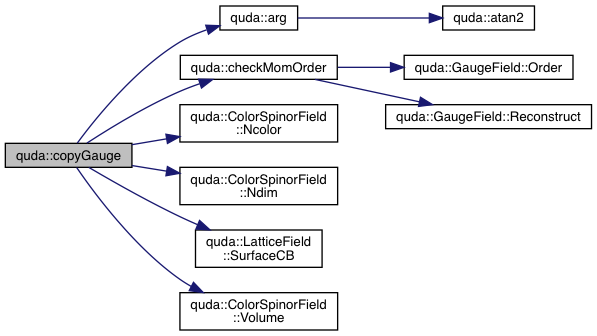 quda::copyGauge
quda::arg
quda::atan2
quda::checkMomOrder
quda::GaugeField::Order
quda::GaugeField::Reconstruct
quda::ColorSpinorField
::Ncolor
quda::ColorSpinorField
::Ndim
quda::LatticeField
::SurfaceCB
quda::ColorSpinorField
::Volume